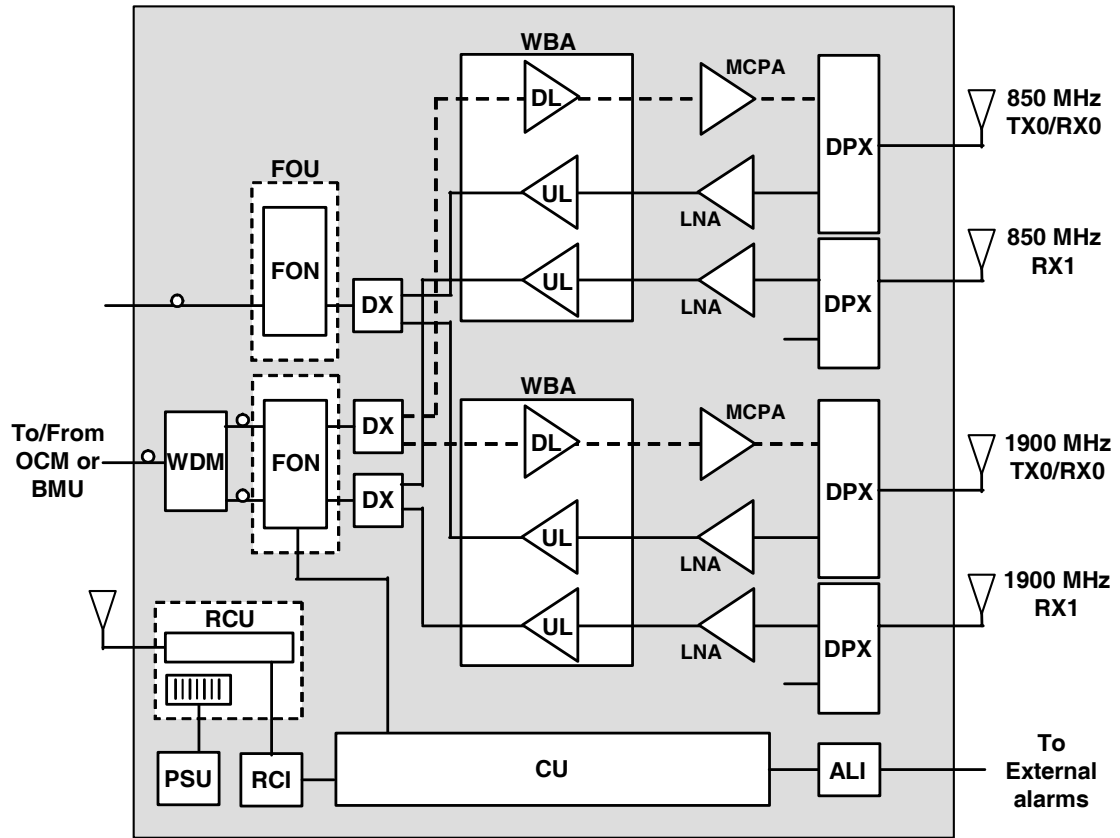 WBA
MCPA
DL
DPX
850 MHz
TX0/RX0
FOU
UL
LNA
FON
UL
LNA
DPX
850 MHz
RX1
DX
WBA
MCPA
DL
DPX
1900 MHz
TX0/RX0
To/From
OCM or
BMU
WDM
FON
DX
DX
UL
LNA
RCU
UL
LNA
DPX
1900 MHz
RX1
PSU
RCI
CU
ALI
To
External
alarms